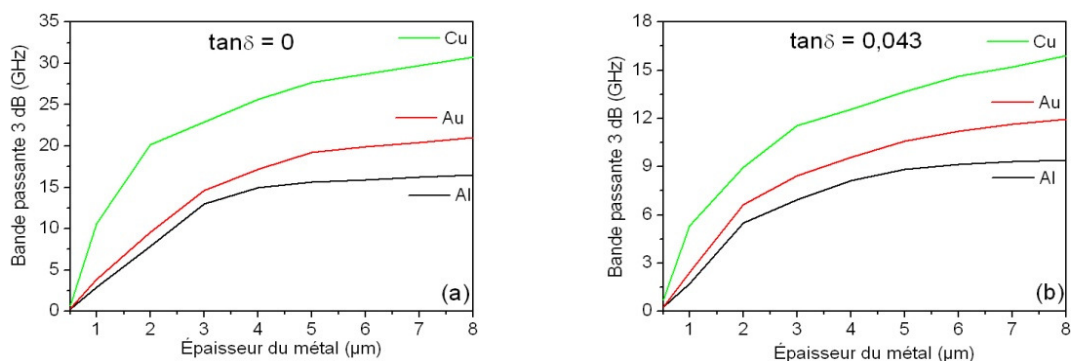 tanδ = 0
Cu
Au
Al
(a)
Bande passante 3 dB (GHz)
35
30
25
20
15
10
5
0
1 2 3 4 5 6 7 8
Épaisseur du métal (µm)
tanδ = 0,043
Cu
Au
Al
(b)
Bande passante 3 dB (GHz)
18
15
12
9
6
3
0
1 2 3 4 5 6 7 8
Épaisseur du métal (µm)